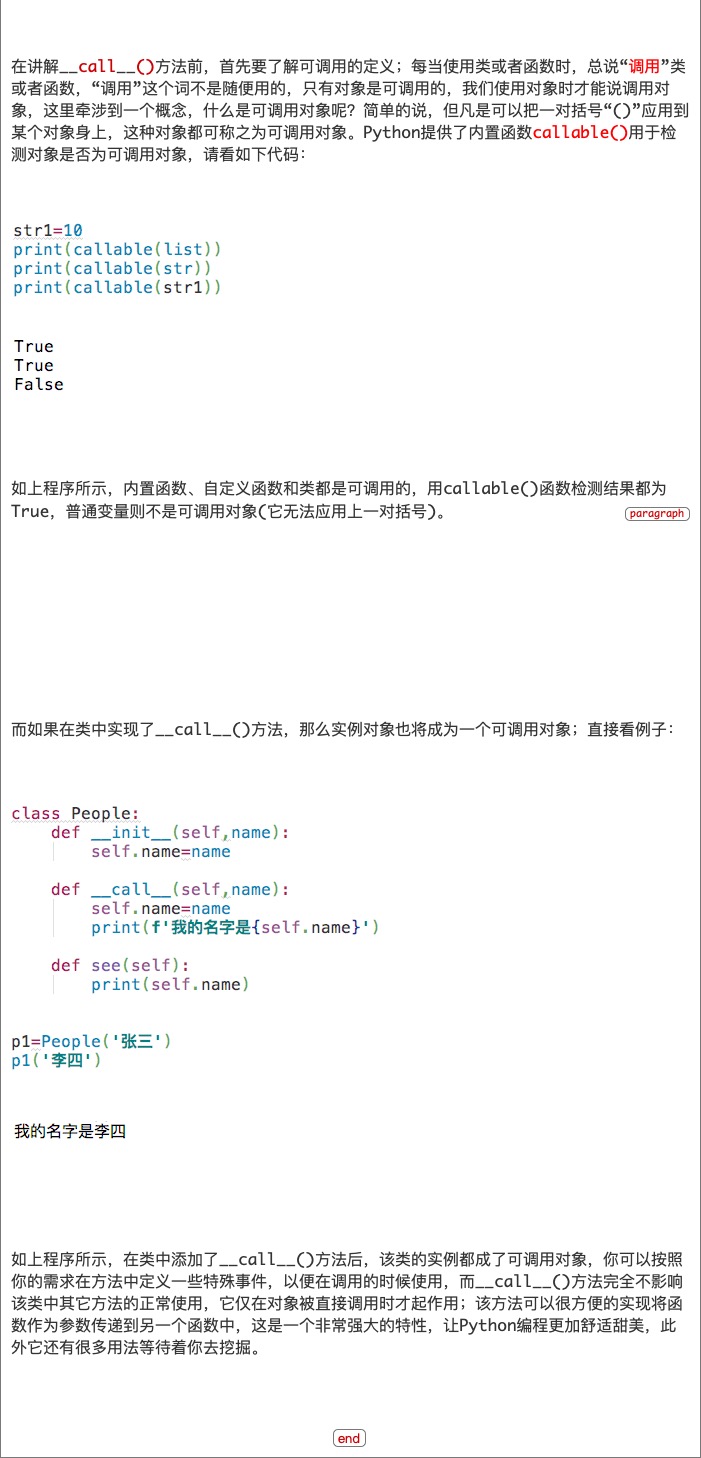 在讲解__call__()方法前，首先要了解可调用的定义；每当使用类或者函数时，总说“调用”类
或者函数，“调用”这个词不是随便用的，只有对象是可调用的，我们使用对象时才能说调用对
象，这里牵涉到一个概念，什么是可调用对象呢？简单的说，但凡是可以把一对括号“()”应用到
某个对象身上，这种对象都可称之为可调用对象。Python提供了内置函数callable()用于检
测对象是否为可调用对象，请看如下代码：
str1=10
print(callable(list))
print(callable(str))
print(callable(str1))
True
True
False
如上程序所示，内置函数、自定义函数和类都是可调用的，用callable()函数检测结果都为
True，普通变量则不是可调用对象(它无法应用上一对括号)。
paragraph
而如果在类中实现了__call__()方法，那么实例对象也将成为一个可调用对象；直接看例子：
class People:
    def __init__(self,name):
        self.name=name
    def __call__(self,name):
        self.name=name
        print(f'我的名字是{self.name}')
    def see(self):
        print(self.name)
p1=People('张三')
p1('李四')
我的名字是李四
如上程序所示，在类中添加了__call__()方法后，该类的实例都成了可调用对象，你可以按照
你的需求在方法中定义一些特殊事件，以便在调用的时候使用，而__call__()方法完全不影响
该类中其它方法的正常使用，它仅在对象被直接调用时才起作用；该方法可以很方便的实现将函
数作为参数传递到另一个函数中，这是一个非常强大的特性，让Python编程更加舒适甜美，此
外它还有很多用法等待着你去挖掘。
end